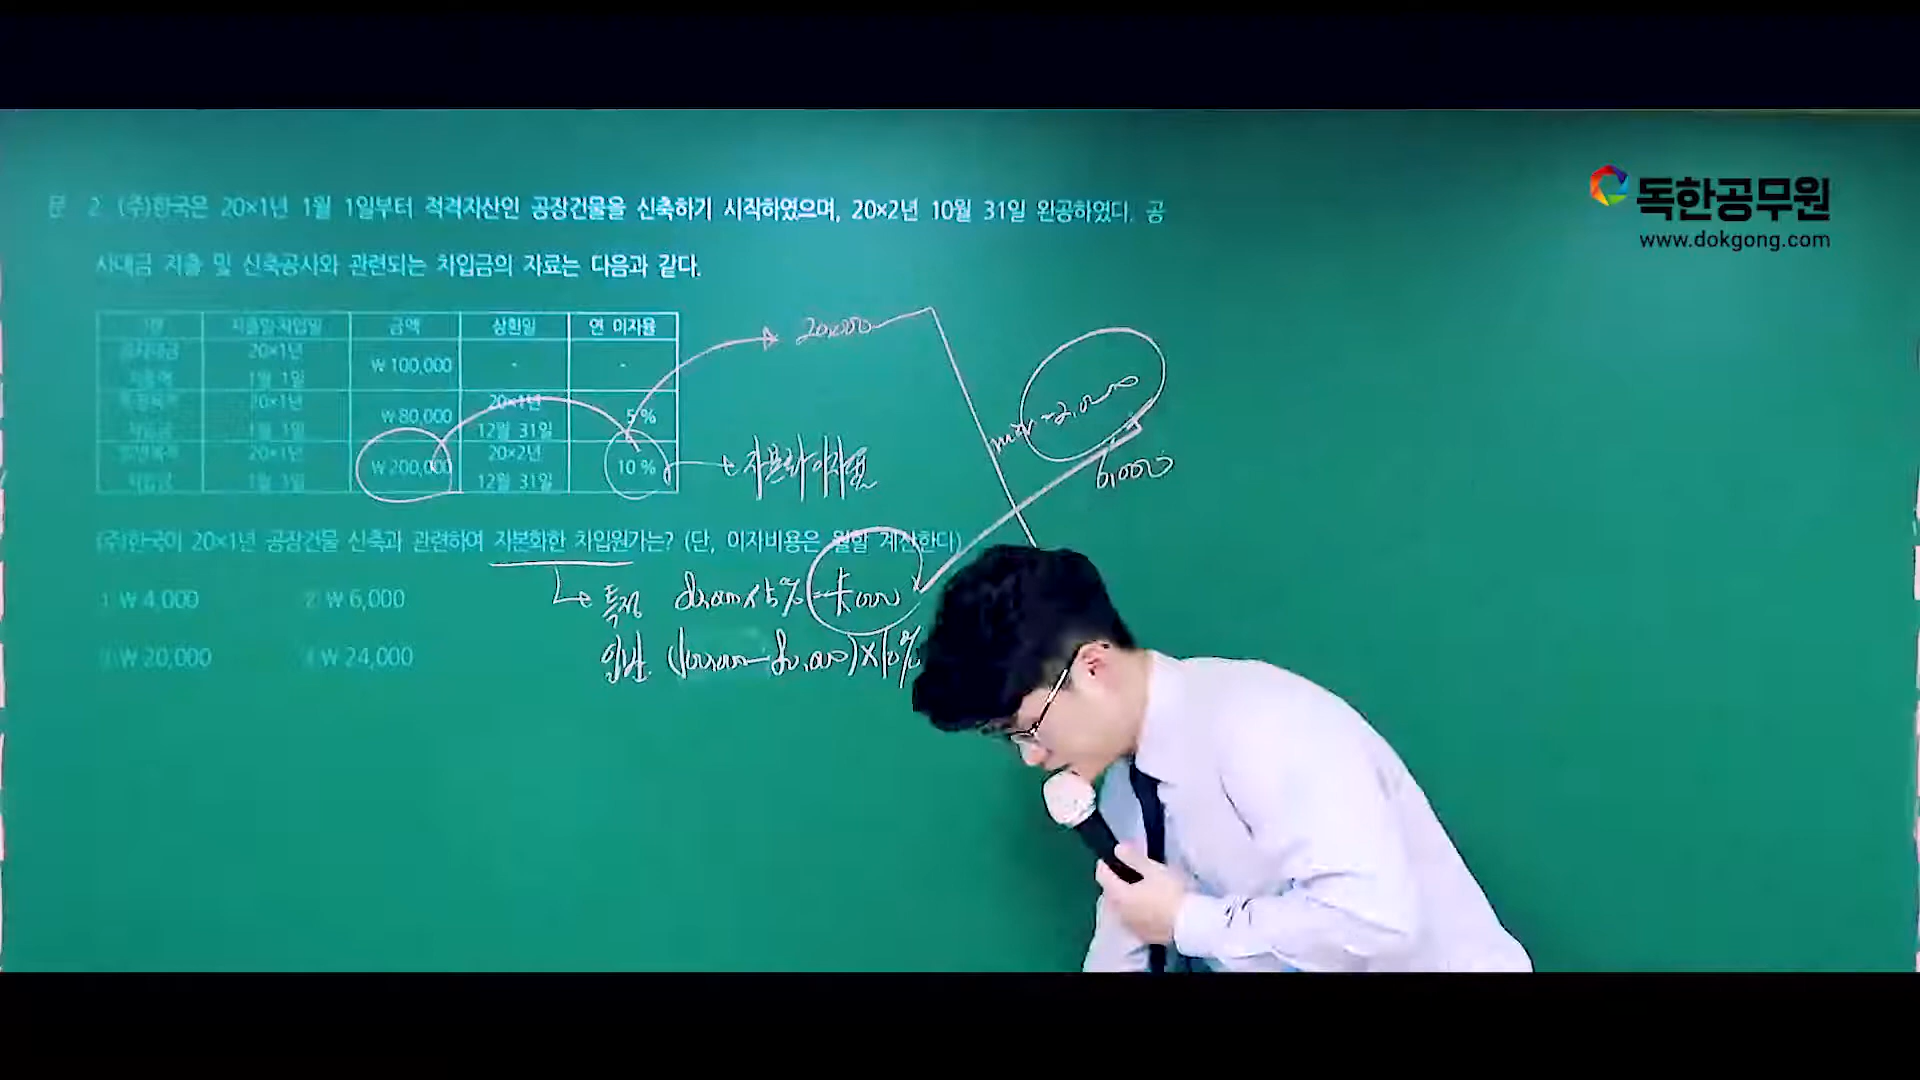 독한공무원
www.dokgong.com
문 2. (주)한국은 20×1년 1월 1일부터 적격자산인 공장건물을 신축하기 시작하였으며, 20×2년 10월 31일 완공하였다. 공
사대금 지출 및 신축공사와 관련되는 차입금의 자료는 다음과 같다.
구분 지출일·차입일 금액 상환일 연 이자율
공사대금 지출액 20×1년 1월 1일 ₩100,000 - -
특정목적 차입금 20×1년 1월 1일 ₩80,000 20×1년 12월 31일 5%
일반목적 차입금 20×1년 1월 1일 ₩200,000 20×2년 12월 31일 10%
20,000
6,000
자본화이자율
(주)한국이 20×1년 공장건물 신축과 관련하여 자본화한 차입원가는? (단, 이자비용은 월할 계산한다)
1 ₩4,000 2 ₩6,000
3 ₩20,000 4 ₩24,000
특정 80,000×5%=4,000
일반 (100,000-80,000)×10%